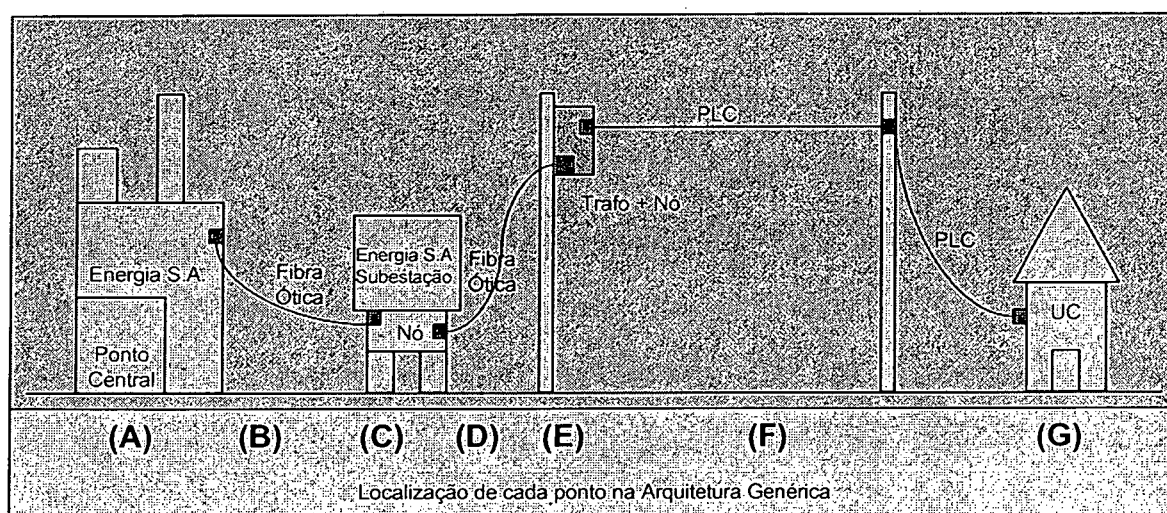 PLC
Trafo + Nó
Energia S.A.
Fibra
Ótica
Energia S.A
Subestação
Fibra
Ótica
PLC
Nó
UC
Ponto
Central
(A)
(B)
(C)
(D)
(E)
(F)
(G)
Localização de cada ponto na Arquitetura Genérica